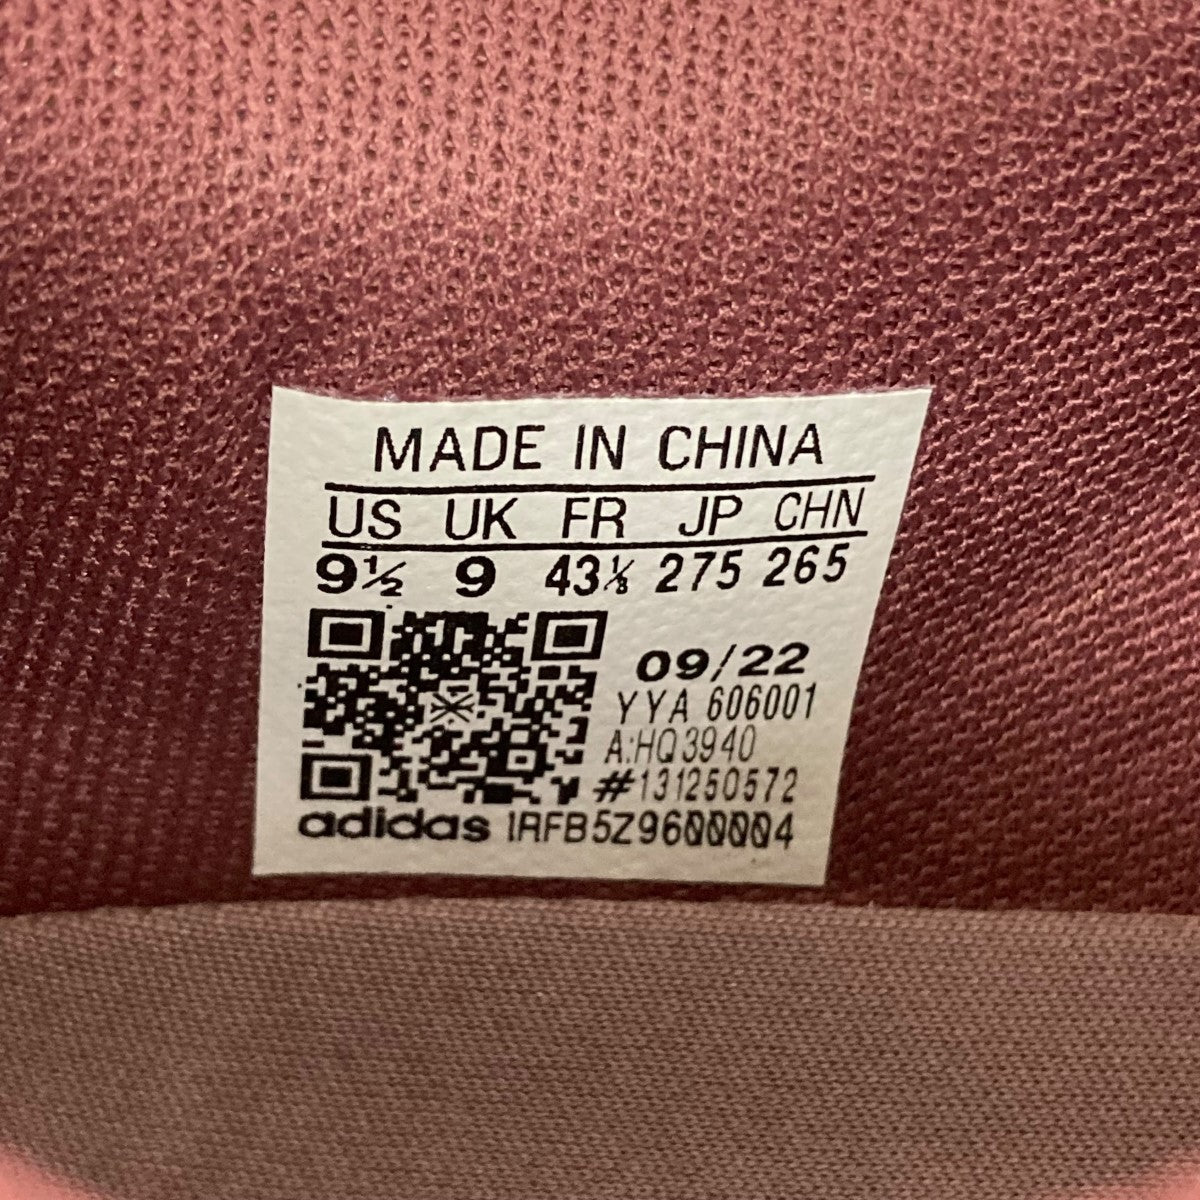 MADE IN CHINA
US UK FR JP CHN
9½ 9 43⅓ 275 265
09/22
YYA 606001
A:HQ3940
#131250572
adidas 1RFB5Z9600004